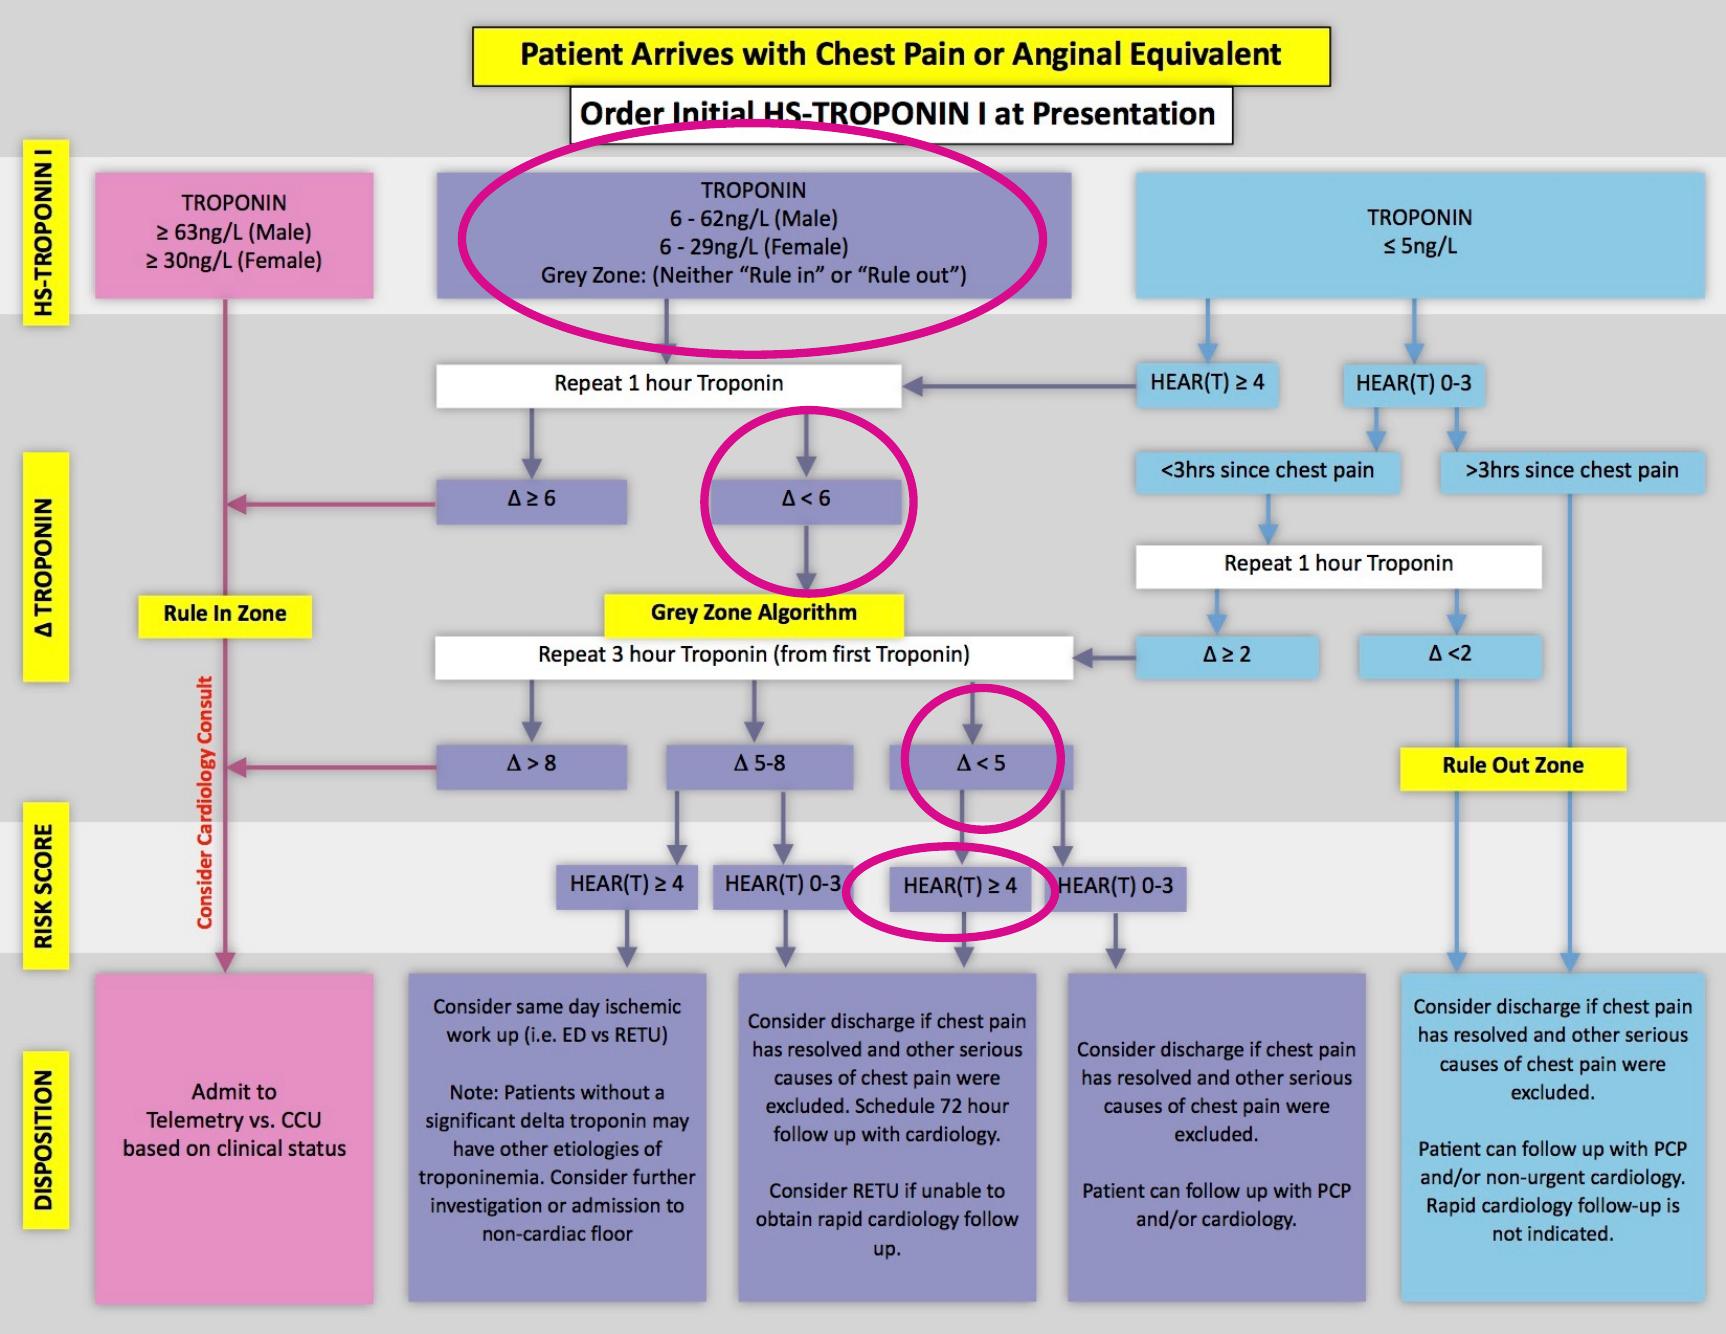 Patient Arrives with Chest Pain or Anginal Equivalent
Order Initial HS-TROPONIN I at Presentation
HS-TROPONIN I
TROPONIN
≥ 63ng/L (Male)
≥ 30ng/L (Female)
TROPONIN
6 - 62ng/L (Male)
6 - 29ng/L (Female)
Grey Zone: (Neither “Rule in” or “Rule out”)
TROPONIN
≤ 5ng/L
Δ TROPONIN
Repeat 1 hour Troponin
HEAR(T) ≥ 4
HEAR(T) 0-3
<3hrs since chest pain
>3hrs since chest pain
Δ ≥ 6
Δ < 6
Repeat 1 hour Troponin
Rule In Zone
Grey Zone Algorithm
Repeat 3 hour Troponin (from first Troponin)
Δ ≥ 2
Δ <2
Consider Cardiology Consult
Δ > 8
Δ 5-8
Δ < 5
Rule Out Zone
RISK SCORE
HEAR(T) ≥ 4
HEAR(T) 0-3
HEAR(T) ≥ 4
HEAR(T) 0-3
DISPOSITION
Admit to
Telemetry vs. CCU
based on clinical status
Consider same day ischemic
work up (i.e. ED vs RETU)
Note: Patients without a
significant delta troponin may
have other etiologies of
troponinemia. Consider further
investigation or admission to
non-cardiac floor
Consider discharge if chest pain
has resolved and other serious
causes of chest pain were
excluded. Schedule 72 hour
follow up with cardiology.
Consider RETU if unable to
obtain rapid cardiology follow
up.
Consider discharge if chest pain
has resolved and other serious
causes of chest pain were
excluded.
Patient can follow up with PCP
and/or cardiology.
Consider discharge if chest pain
has resolved and other serious
causes of chest pain were
excluded.
Patient can follow up with PCP
and/or non-urgent cardiology.
Rapid cardiology follow-up is
not indicated.